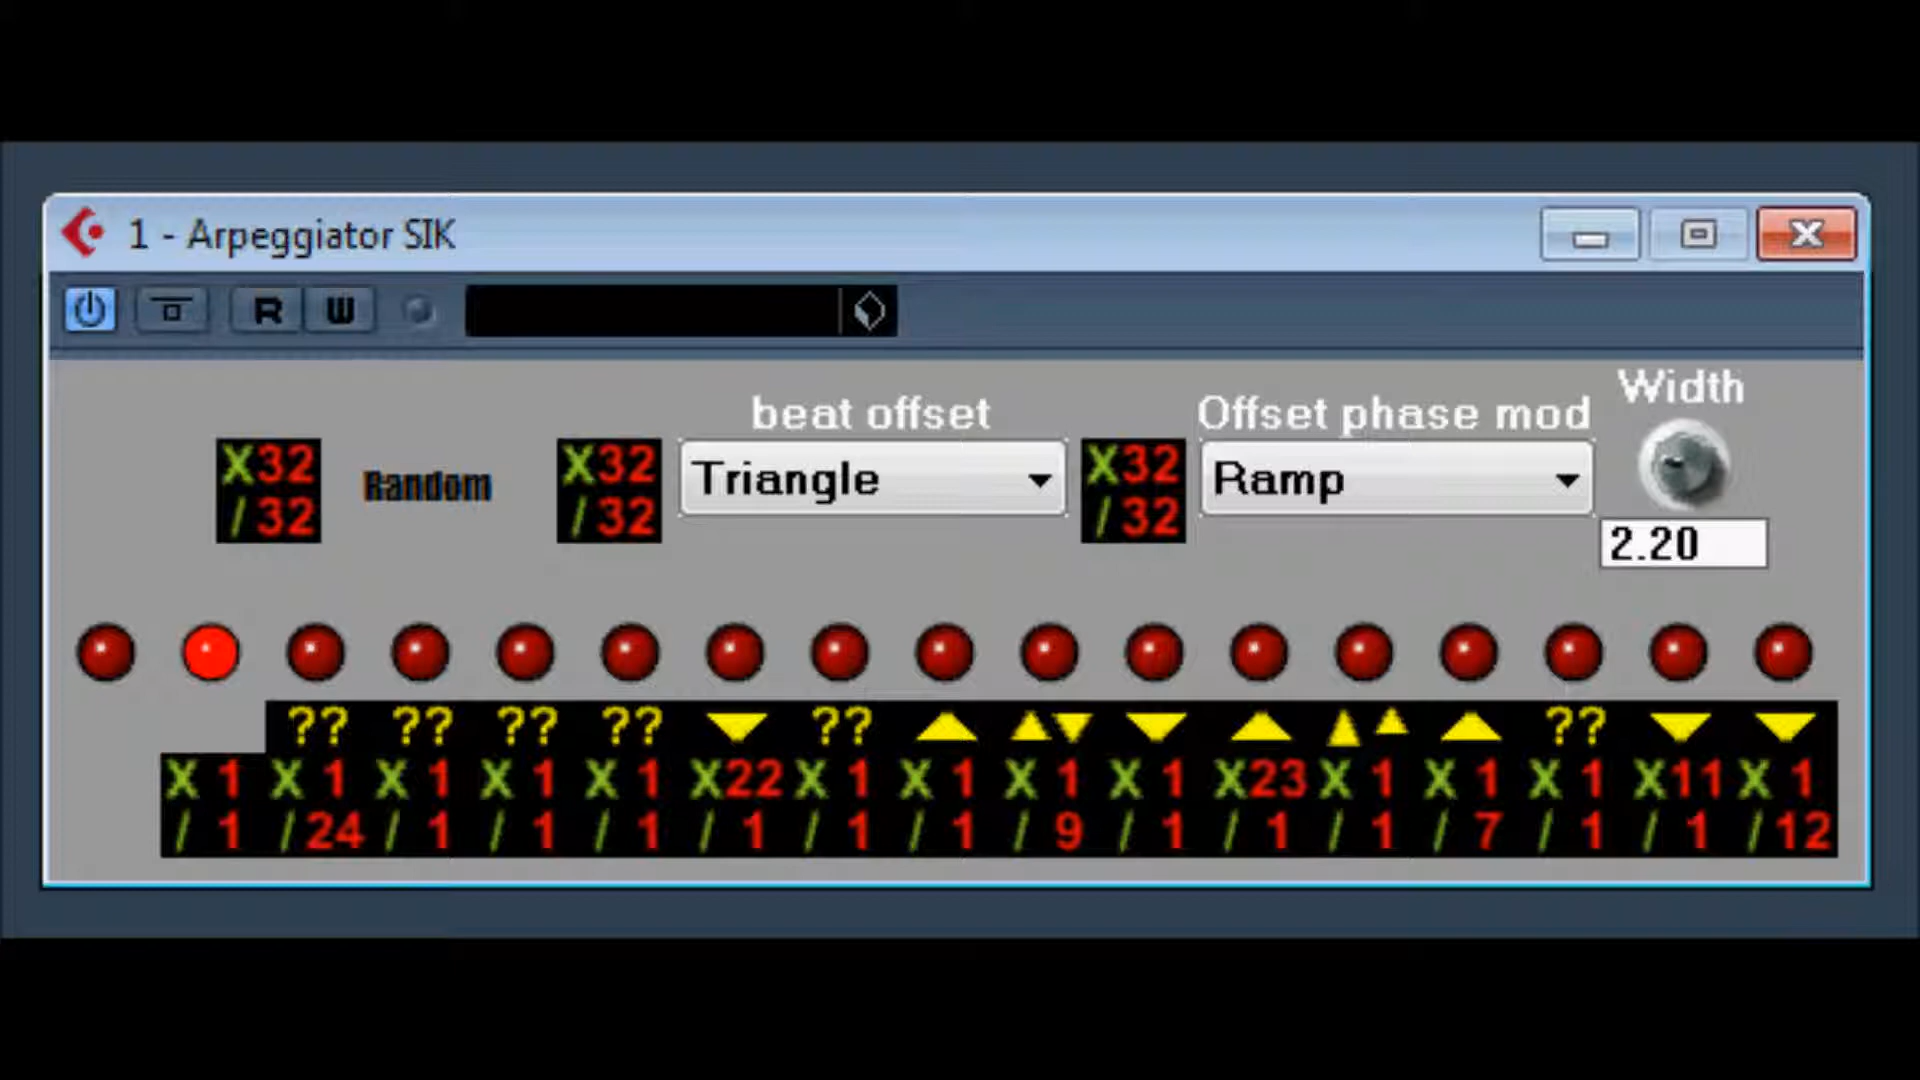 1 - Arpeggiator SIK
R W
Width
beat offset
Offset phase mod
X32 Random X32 Triangle X32 Ramp
/32 /32 /32
2.20
?? ?? ?? ?? ?? ??
X 1 X 1 X 1 X 1 X 1 X22 X 1 X 1 X 1 X 1 X23 X 1 X 1 X 1 X11 X 1
/ 1 /24 / 1 / 1 / 1 / 1 / 1 / 1 / 9 / 1 / 1 / 1 / 7 / 1 / 1 /12